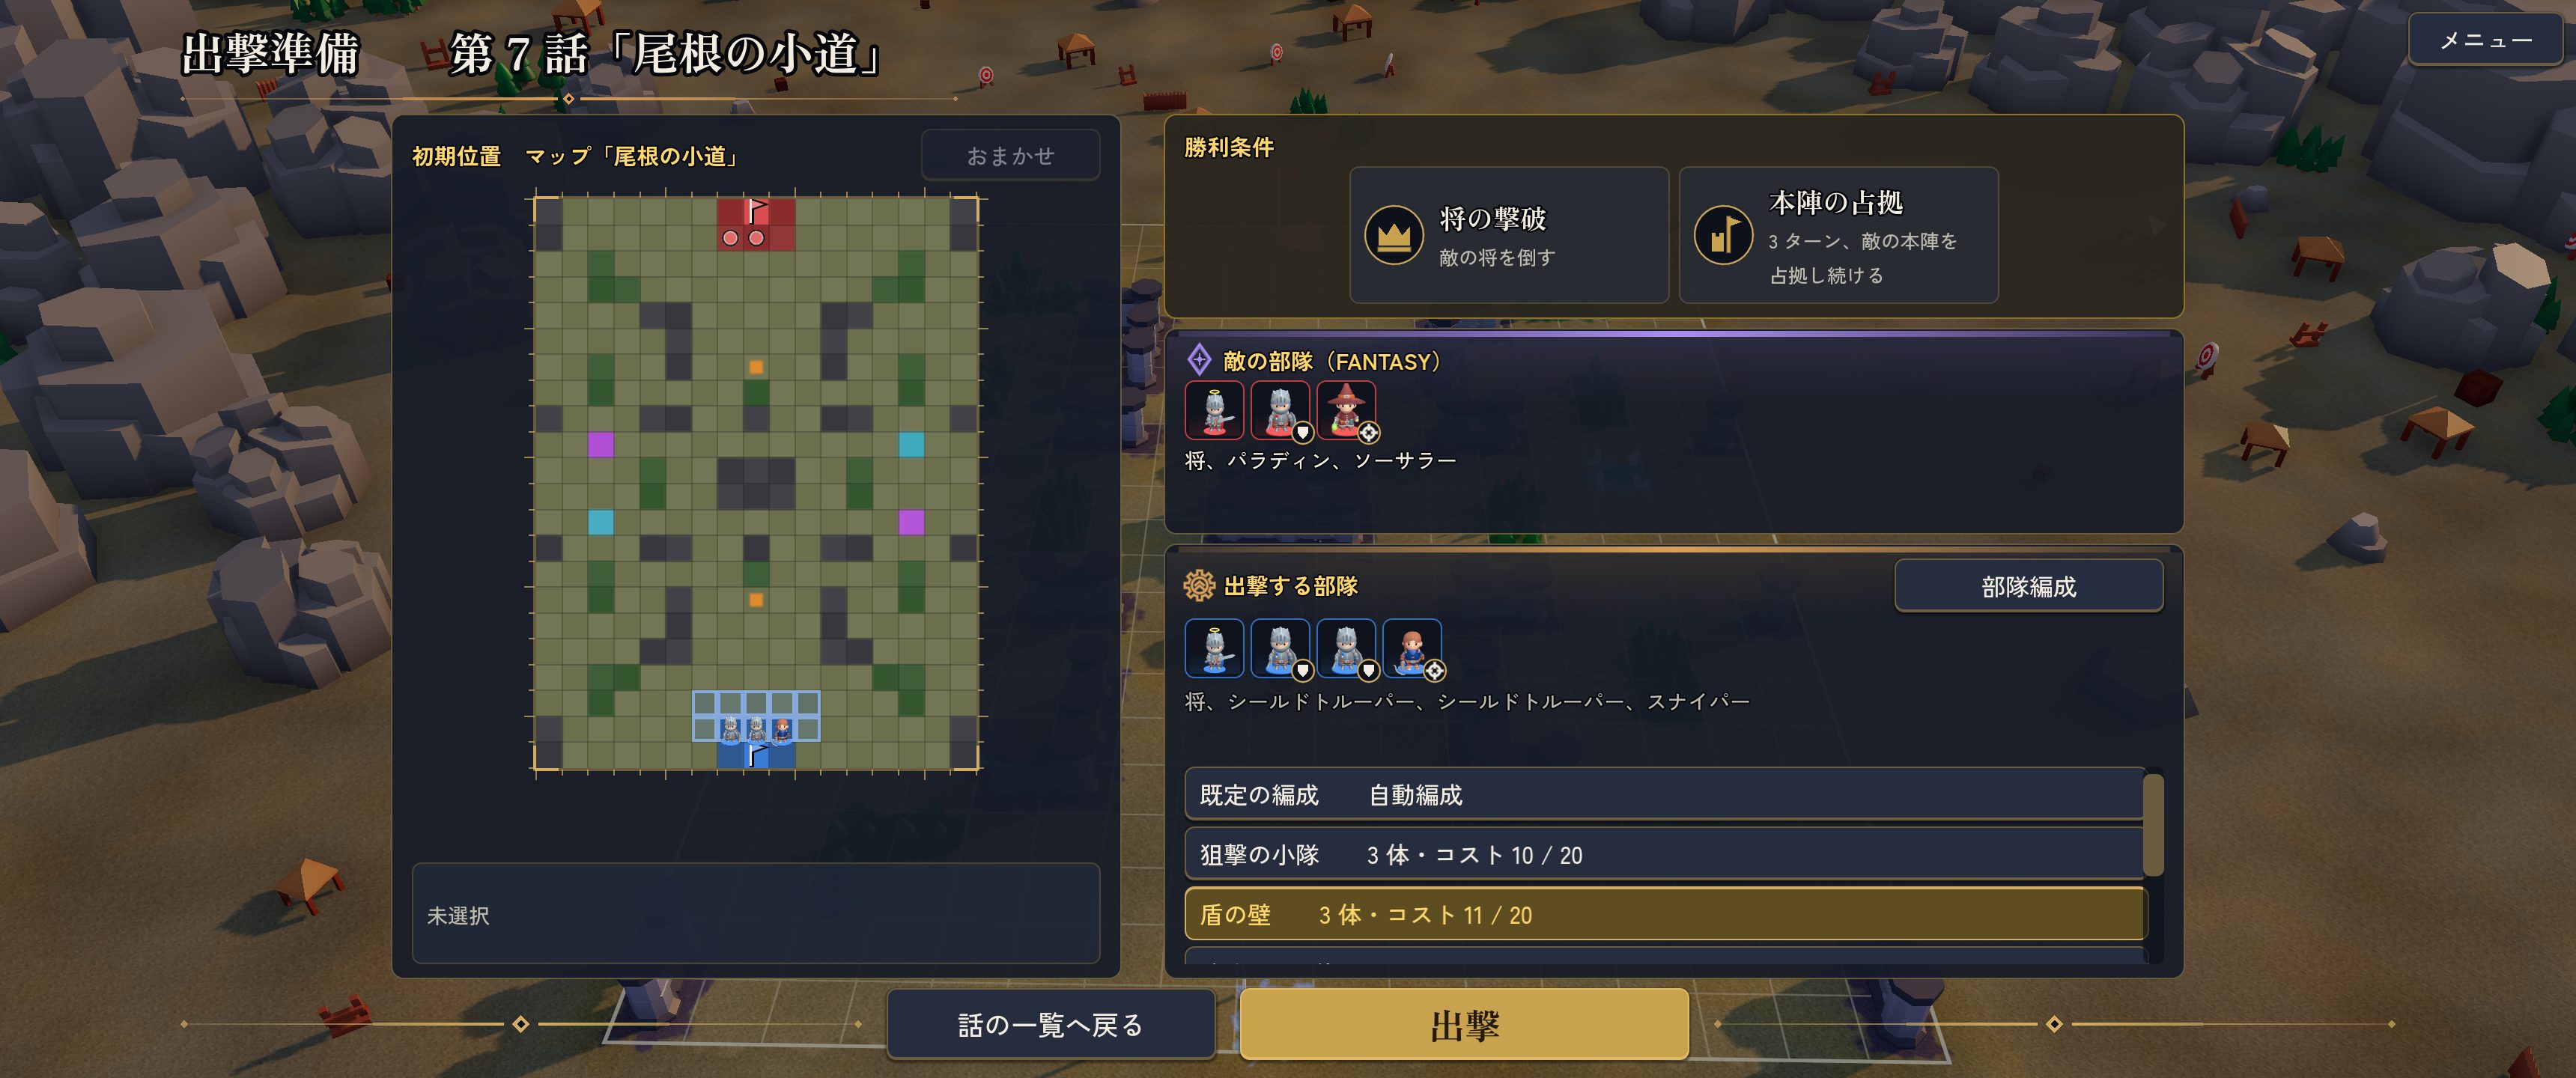 出撃準備　第７話「尾根の小道」
メニュー
初期位置　マップ「尾根の小道」
おまかせ
未選択
勝利条件
将の撃破
敵の将を倒す
本陣の占拠
3 ターン、敵の本陣を
占拠し続ける
敵の部隊（FANTASY）
将、パラディン、ソーサラー
出撃する部隊
部隊編成
将、シールドトルーパー、シールドトルーパー、スナイパー
既定の編成　自動編成
狙撃の小隊　3 体・コスト 10 / 20
盾の壁　3 体・コスト 11 / 20
話の一覧へ戻る
出撃